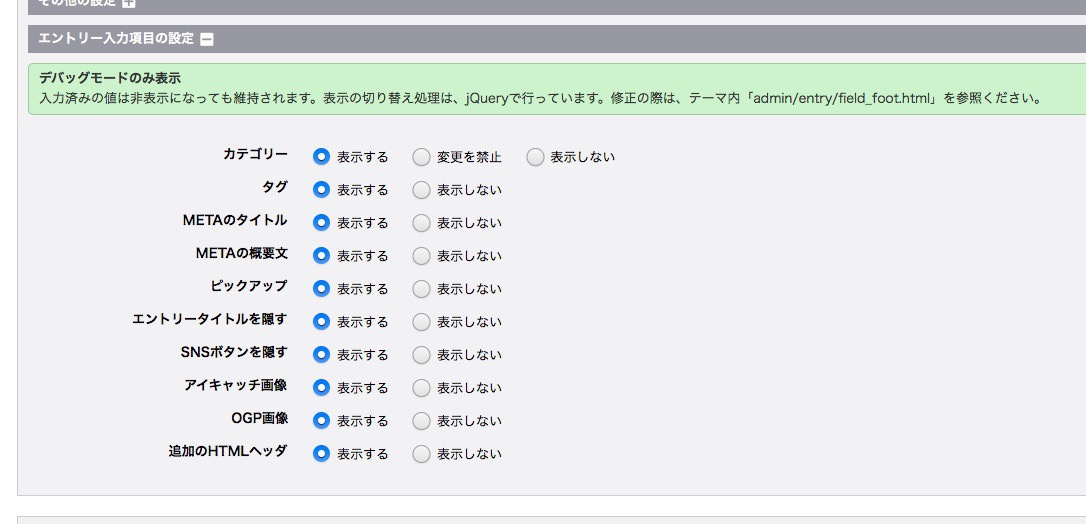 その他の設定
エントリー入力項目の設定
デバッグモードのみ表示
入力済みの値は非表示になっても維持されます。表示の切り替え処理は、jQueryで行っています。修正の際は、テーマ内「admin/entry/field_foot.html」を参照ください。
カテゴリー 表示する 変更を禁止 表示しない
タグ 表示する 表示しない
METAのタイトル 表示する 表示しない
METAの概要文 表示する 表示しない
ピックアップ 表示する 表示しない
エントリータイトルを隠す 表示する 表示しない
SNSボタンを隠す 表示する 表示しない
アイキャッチ画像 表示する 表示しない
OGP画像 表示する 表示しない
追加のHTMLヘッダ 表示する 表示しない